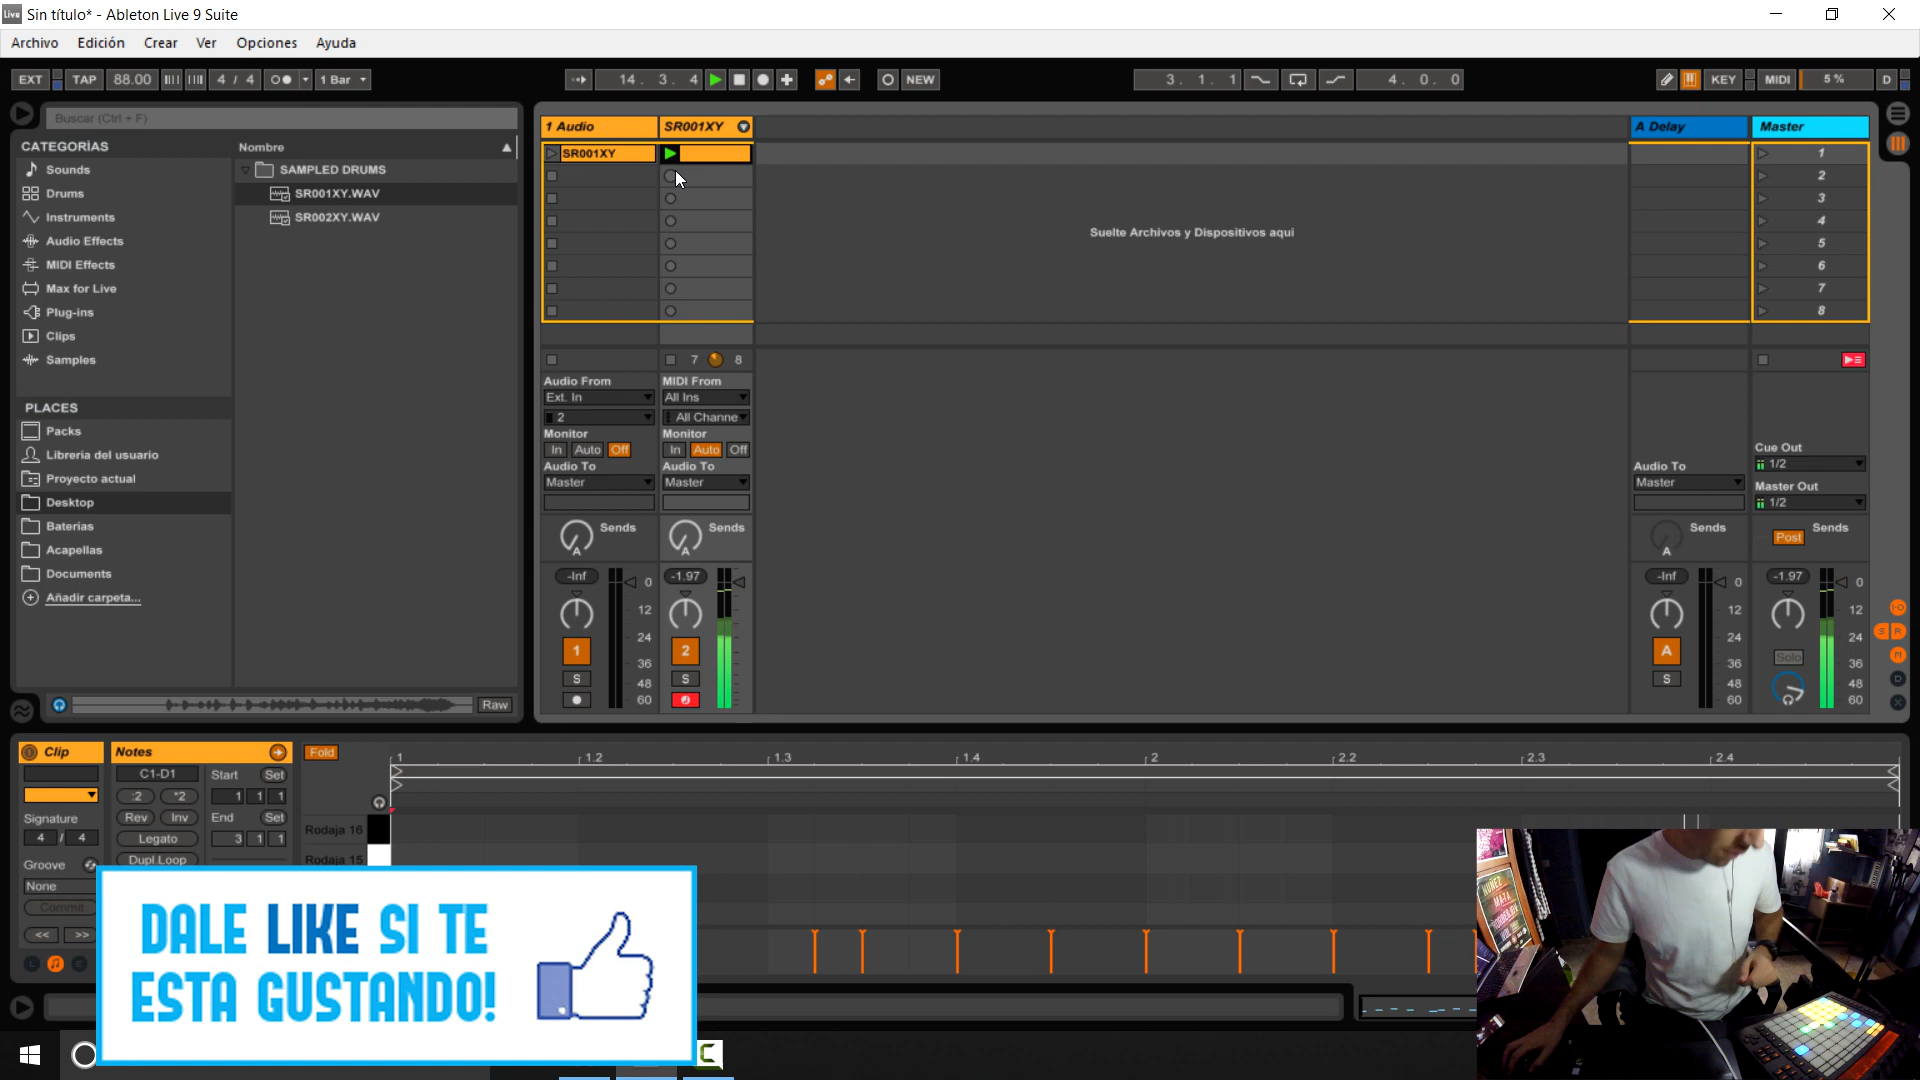 Live Sin título* - Ableton Live 9 Suite
Archivo Edición Crear Ver Opciones Ayuda
EXT TAP 88.00 4 / 4 1 Bar 14. 3. 4 NEW 3. 1. 1 4. 0. 0 KEY MIDI 5 % D
Buscar (Ctrl + F)
CATEGORÍAS
Sounds
Drums
Instruments
Audio Effects
MIDI Effects
Max for Live
Plug-ins
Clips
Samples
PLACES
Packs
Librería del usuario
Proyecto actual
Desktop
Baterias
Acapellas
Documents
Añadir carpeta...
Nombre
SAMPLED DRUMS
SR001XY.WAV
SR002XY.WAV
Raw
1 Audio SR001XY A Delay Master
SR001XY
1
2
3
4
5
6
7
8
Suelte Archivos y Dispositivos aquí
7 8
Audio From MIDI From
Ext. In All Ins
2 All Channe
Monitor Monitor
In Auto Off In Auto Off
Audio To Audio To
Master Master
Sends Sends
A A
-Inf -1.97
0
12
24
36
48
60
1 2
S S
Audio To
Master
Sends
A
-Inf
0
12
24
36
48
60
A
S
Cue Out
1/2
Master Out
1/2
Sends
Post
-1.97
0
12
24
36
48
60
Solo
I-O
S R
M
D
X
Clip
Signature
4 / 4
Groove
None
Commit
<< >>
Notes
C1-D1
:2 *2
Rev Inv
Legato
Dupl.Loop
Start Set
1 1 1
End Set
3 1 1
Fold
1 1.2 1.3 1.4 2 2.2 2.3 2.4
Rodaja 16
Rodaja 15
DALE LIKE SI TE
ESTA GUSTANDO!